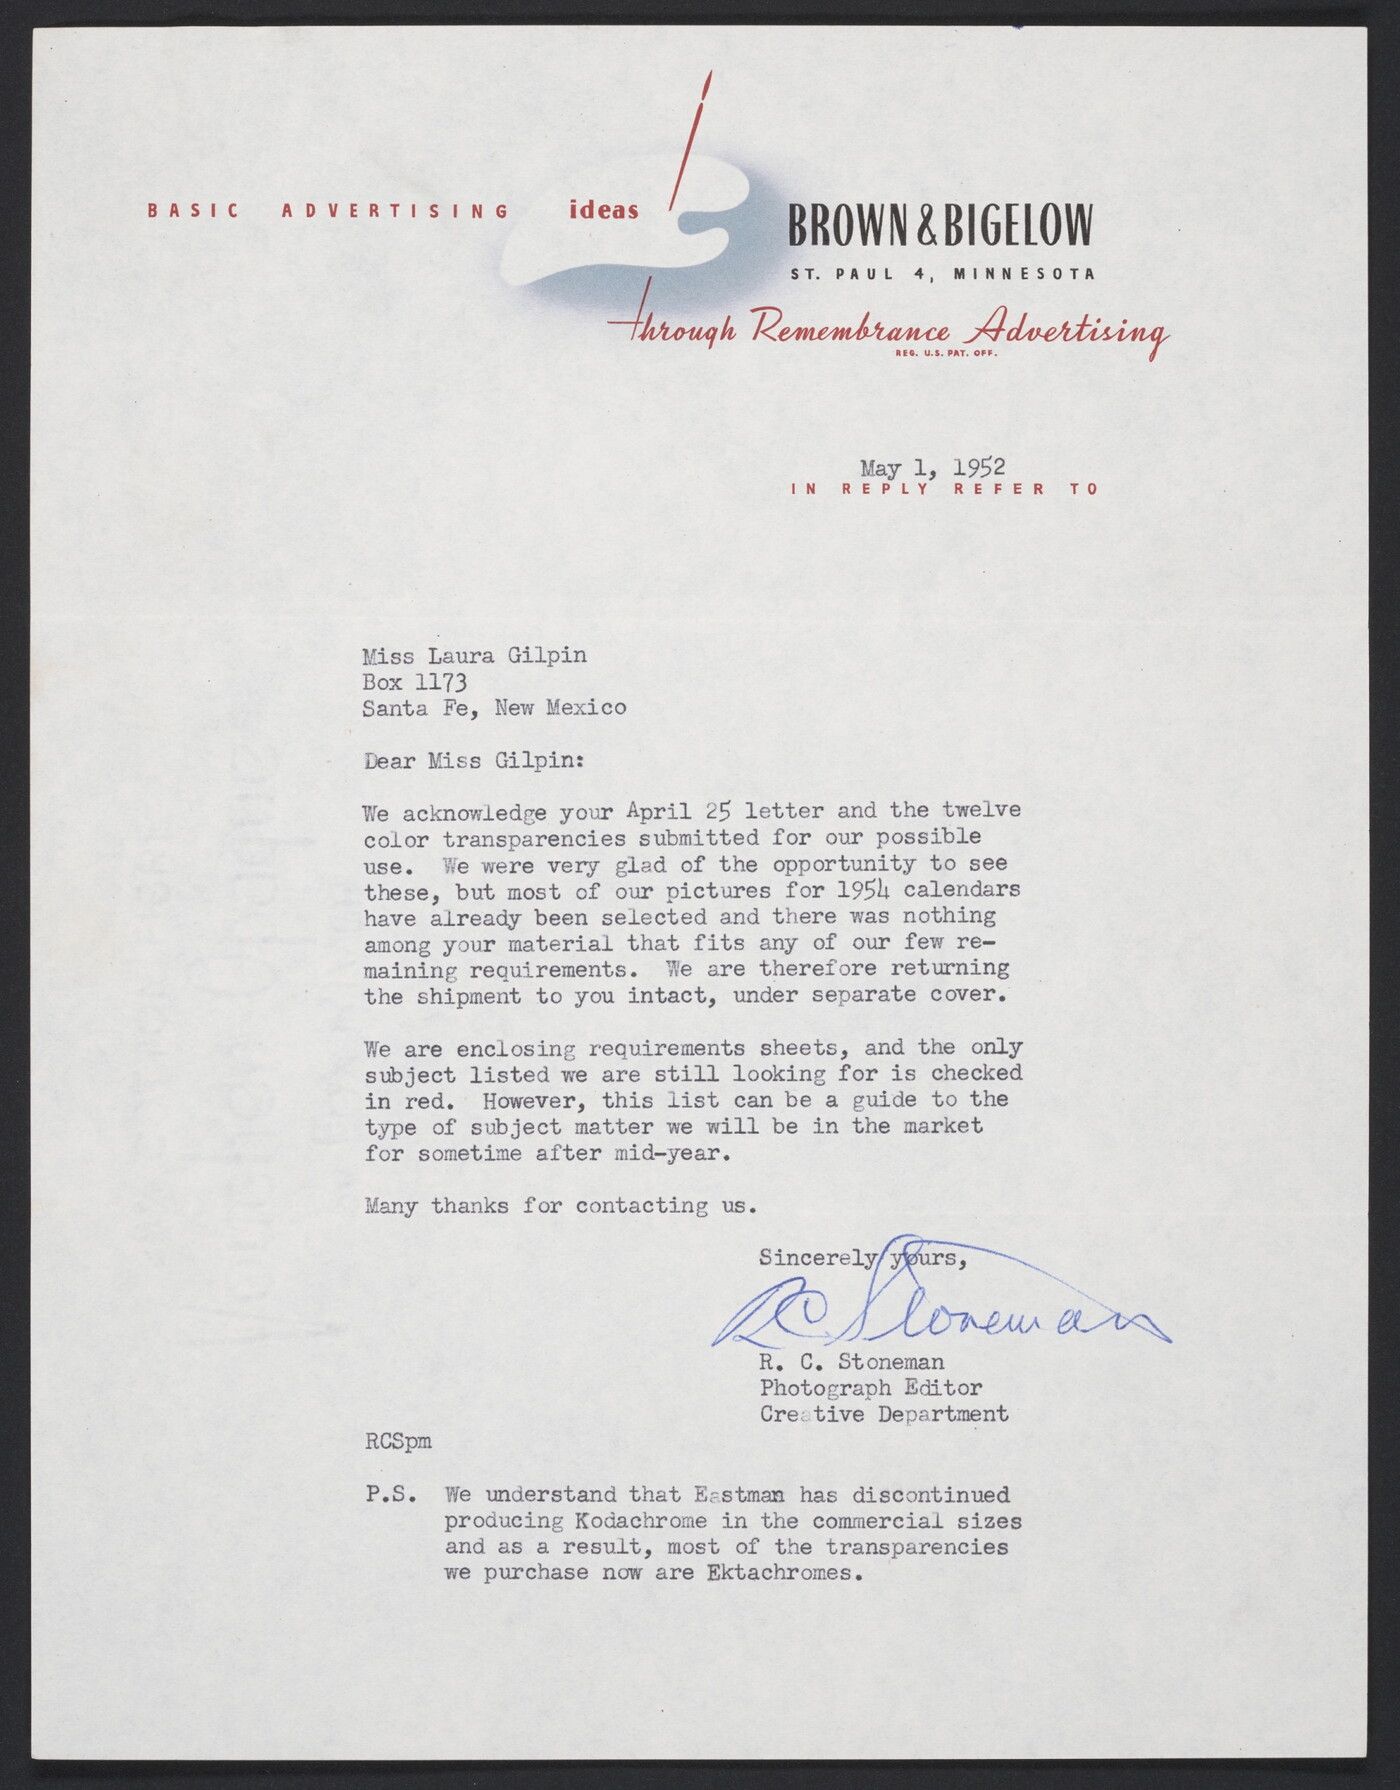 BASIC ADVERTISING ideas
BROWN & BIGELOW
ST. PAUL 4, MINNESOTA
through Remembrance Advertising
REG. U.S. PAT. OFF.
May 1, 1952
IN REPLY REFER TO
Miss Laura Gilpin
Box 1173
Santa Fe, New Mexico
Dear Miss Gilpin:
We acknowledge your April 25 letter and the twelve
color transparencies submitted for our possible
use.  We were very glad of the opportunity to see
these, but most of our pictures for 1954 calendars
have already been selected and there was nothing
among your material that fits any of our few re-
maining requirements.  We are therefore returning
the shipment to you intact, under separate cover.
We are enclosing requirements sheets, and the only
subject listed we are still looking for is checked
in red.  However, this list can be a guide to the
type of subject matter we will be in the market
for sometime after mid-year.
Many thanks for contacting us.
Sincerely yours,
RC Stoneman
R. C. Stoneman
Photograph Editor
Creative Department
RCSpm
P.S.  We understand that Eastman has discontinued
producing Kodachrome in the commercial sizes
and as a result, most of the transparencies
we purchase now are Ektachromes.